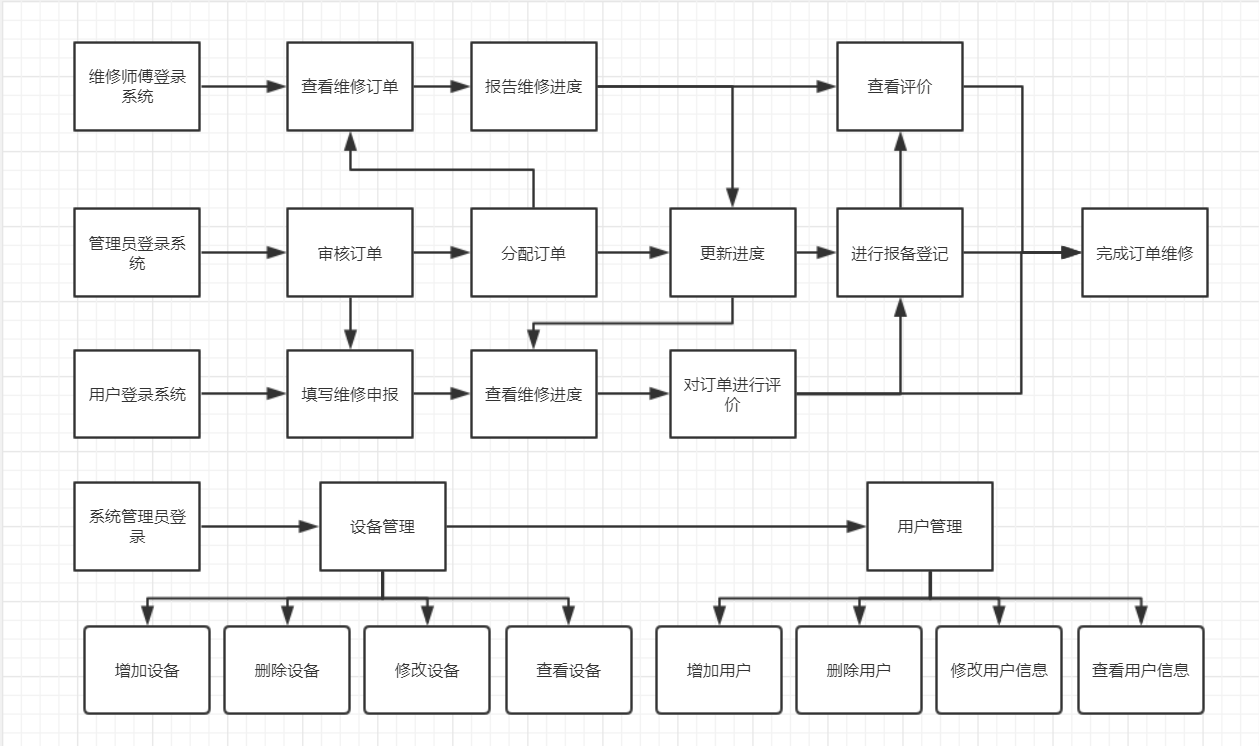 维修师傅登录
系统
查看维修订单
报告维修进度
查看评价
管理员登录系
统
审核订单
分配订单
更新进度
进行报备登记
完成订单维修
用户登录系统
填写维修申报
查看维修进度
对订单进行评
价
系统管理员登
录
设备管理
用户管理
增加设备
删除设备
修改设备
查看设备
增加用户
删除用户
修改用户信息
查看用户信息